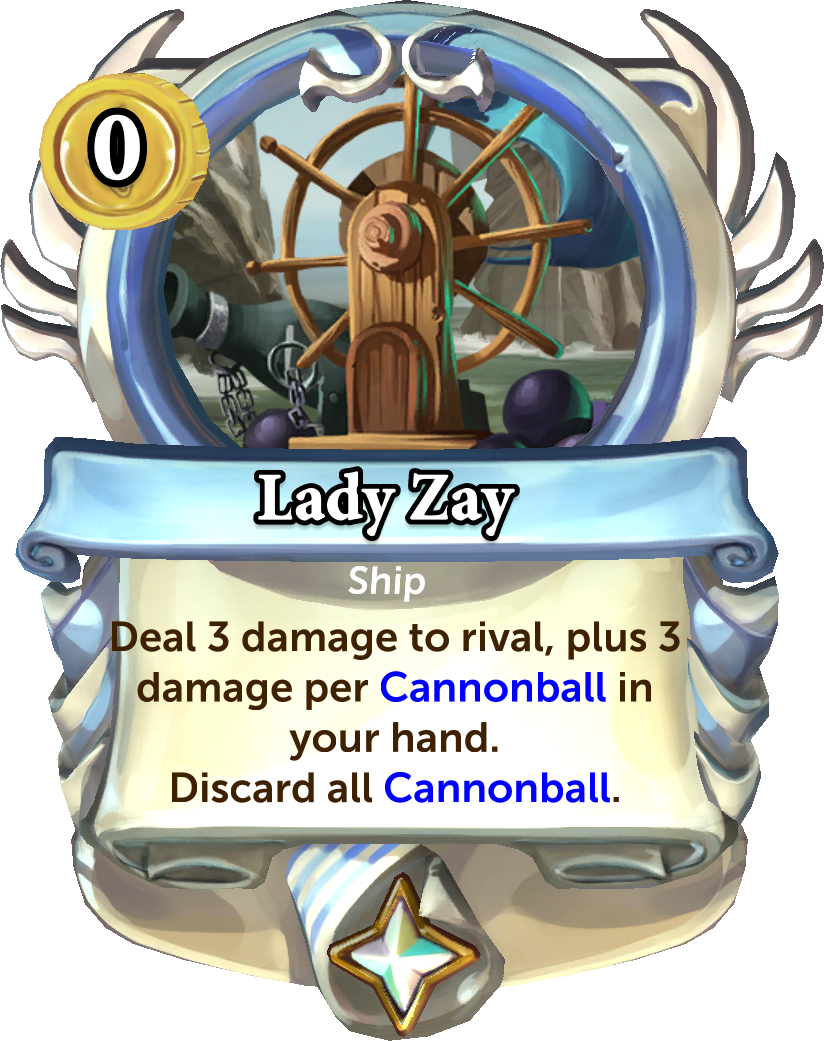 0
Lady Zay
Ship
Deal 3 damage to rival, plus 3
damage per Cannonball in
your hand.
Discard all Cannonball.